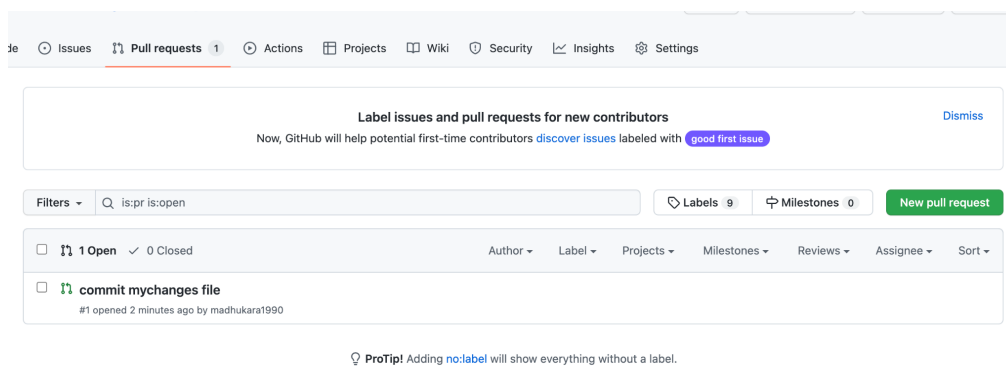 de Issues Pull requests 1 Actions Projects Wiki Security Insights Settings
Label issues and pull requests for new contributors
Dismiss
Now, GitHub will help potential first-time contributors discover issues labeled with good first issue
Filters is:pr is:open Labels 9 Milestones 0 New pull request
1 Open 0 Closed Author Label Projects Milestones Reviews Assignee Sort
commit mychanges file
#1 opened 2 minutes ago by madhukara1990
ProTip! Adding no:label will show everything without a label.